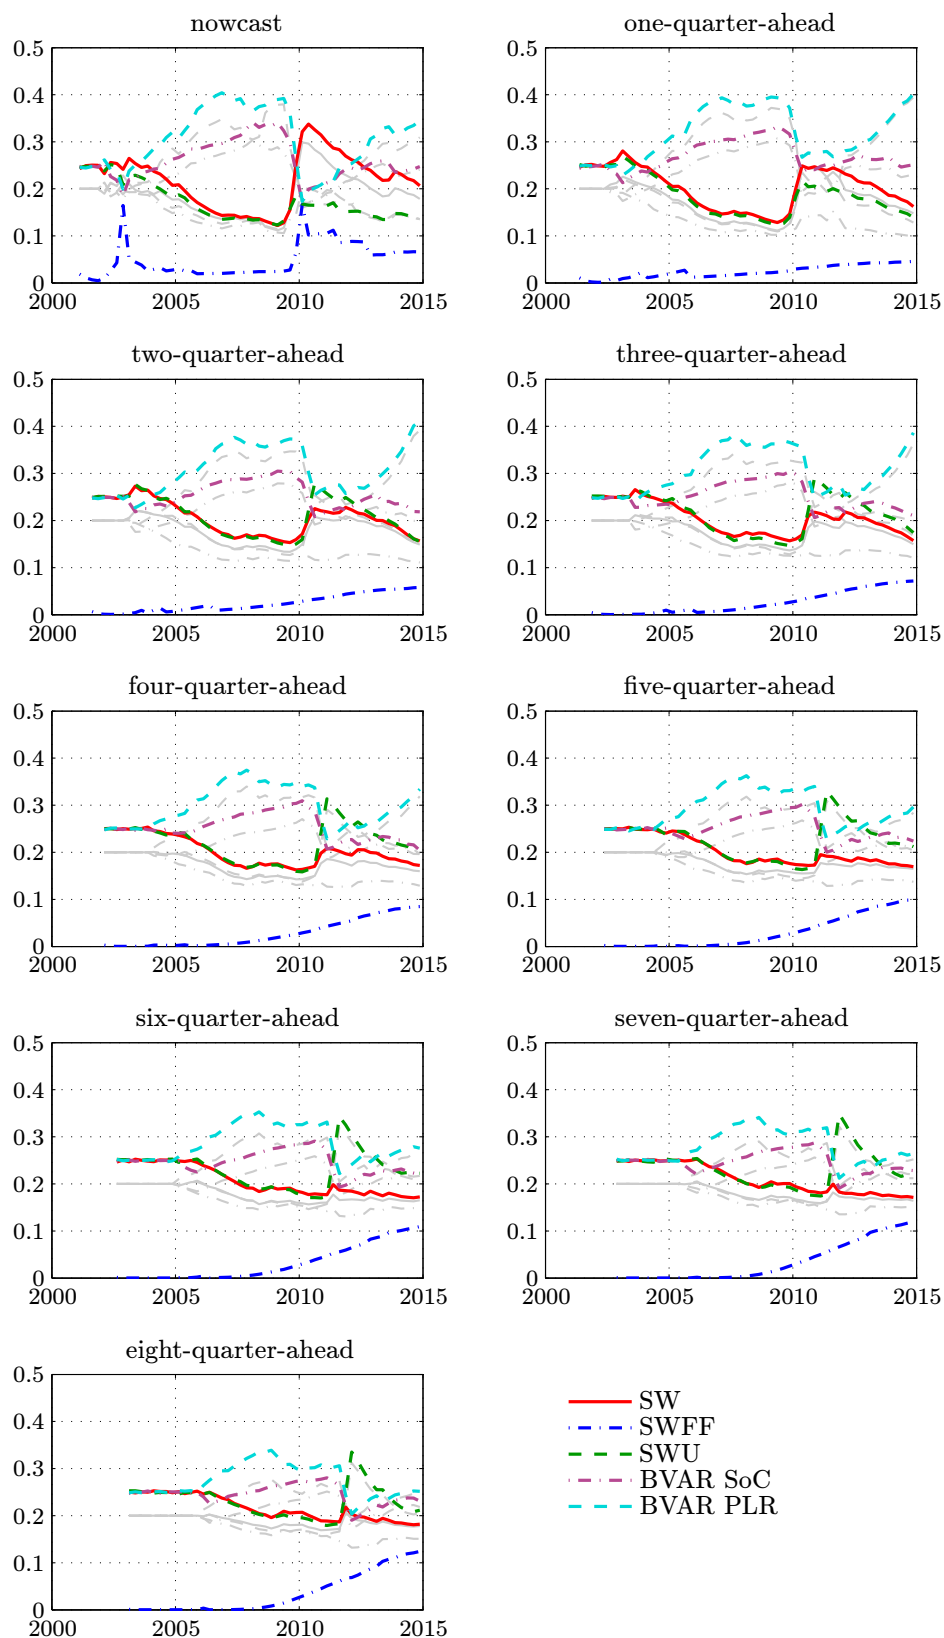 nowcast
0.5
0.4
0.3
0.2
0.1
0
2000 2005 2010 2015
one-quarter-ahead
0.5
0.4
0.3
0.2
0.1
0
2000 2005 2010 2015
two-quarter-ahead
0.5
0.4
0.3
0.2
0.1
0
2000 2005 2010 2015
three-quarter-ahead
0.5
0.4
0.3
0.2
0.1
0
2000 2005 2010 2015
four-quarter-ahead
0.5
0.4
0.3
0.2
0.1
0
2000 2005 2010 2015
five-quarter-ahead
0.5
0.4
0.3
0.2
0.1
0
2000 2005 2010 2015
six-quarter-ahead
0.5
0.4
0.3
0.2
0.1
0
2000 2005 2010 2015
seven-quarter-ahead
0.5
0.4
0.3
0.2
0.1
0
2000 2005 2010 2015
eight-quarter-ahead
0.5
0.4
0.3
0.2
0.1
0
2000 2005 2010 2015
SW
SWFF
SWU
BVAR SoC
BVAR PLR